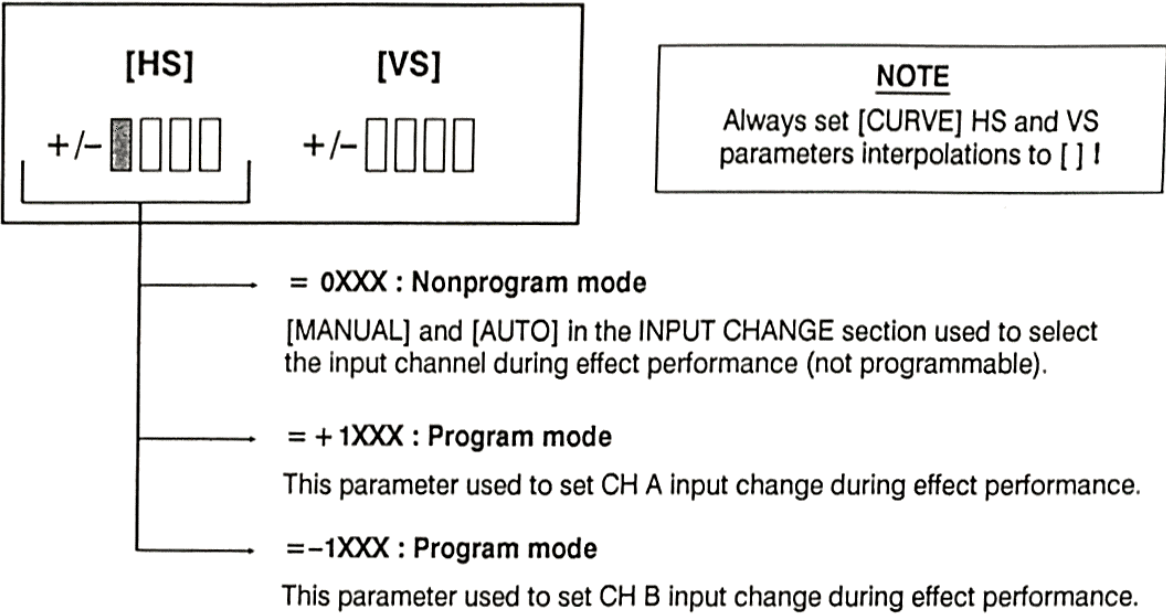 [HS] [VS]
+/- +/-
NOTE
Always set [CURVE] HS and VS
parameters interpolations to [ ] !
= 0XXX : Nonprogram mode
[MANUAL] and [AUTO] in the INPUT CHANGE section used to select
the input channel during effect performance (not programmable).
= + 1XXX : Program mode
This parameter used to set CH A input change during effect performance.
=–1XXX : Program mode
This parameter used to set CH B input change during effect performance.